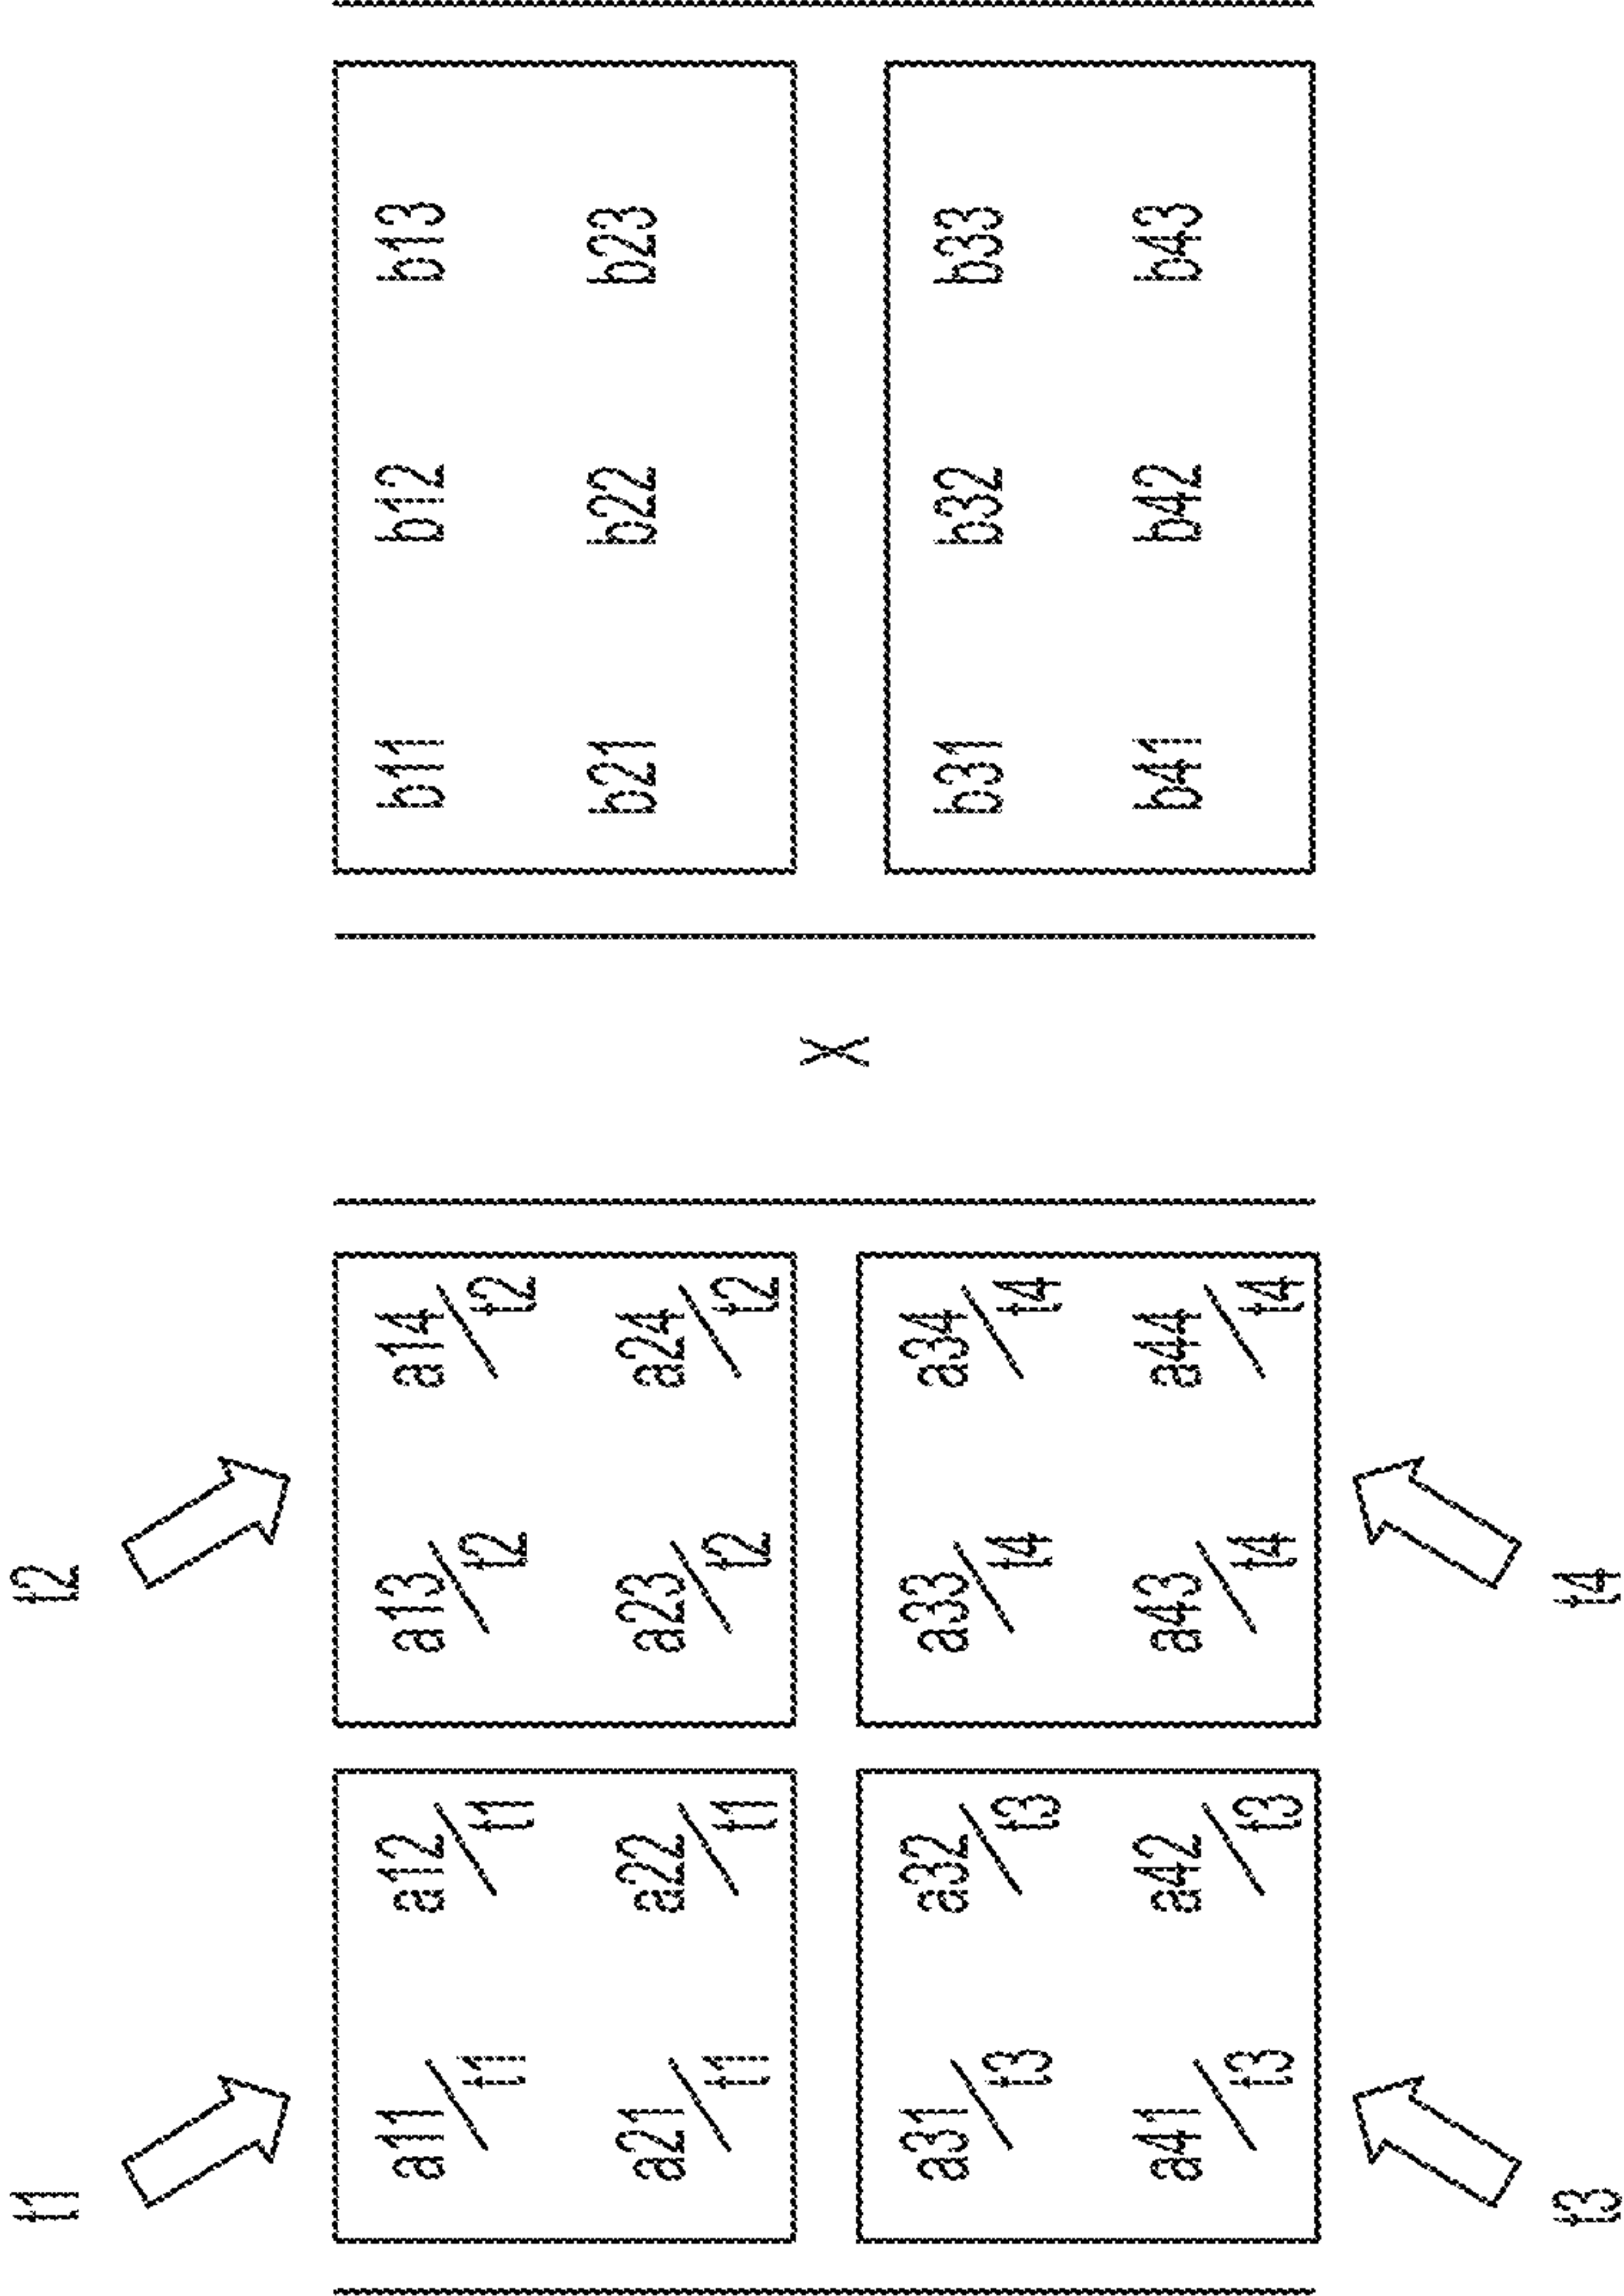 t1 t2
a11/t1 a12/t1 a13/t2 a14/t2 b11 b12 b13
a21/t1 a22/t1 a23/t2 a24/t2 b21 b22 b23
X
a31/t3 a32/t3 a33/t4 a34/t4 b31 b32 b33
a41/t3 a42/t3 a43/t4 a44/t4 b41 b42 b43
t3 t4